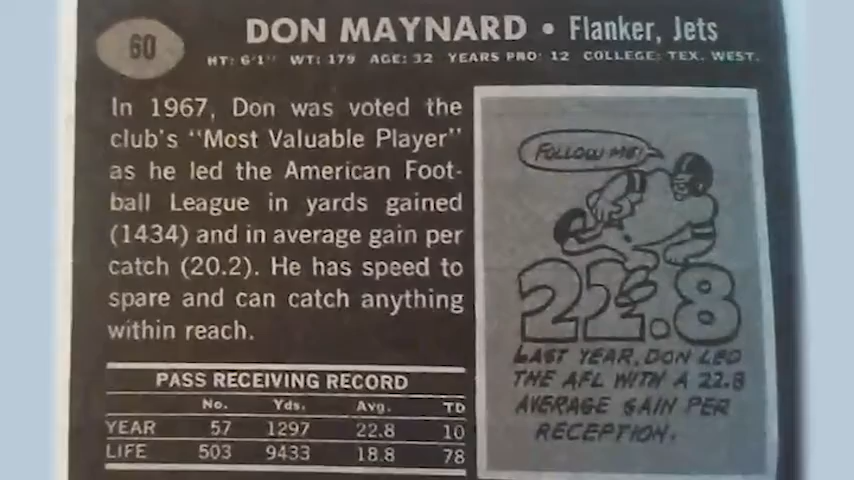 60
DON MAYNARD • Flanker, Jets
HT: 6'1" WT: 179 AGE: 32 YEARS PRO: 12 COLLEGE: TEX. WEST.
In 1967, Don was voted the
club's "Most Valuable Player"
as he led the American Foot-
ball League in yards gained
(1434) and in average gain per
catch (20.2). He has speed to
spare and can catch anything
within reach.
PASS RECEIVING RECORD
No. Yds. Avg. TD
YEAR 57 1297 22.8 10
LIFE 503 9433 18.8 78
FOLLOW ME!
22.8
LAST YEAR, DON LED
THE AFL WITH A 22.8
AVERAGE GAIN PER
RECEPTION.